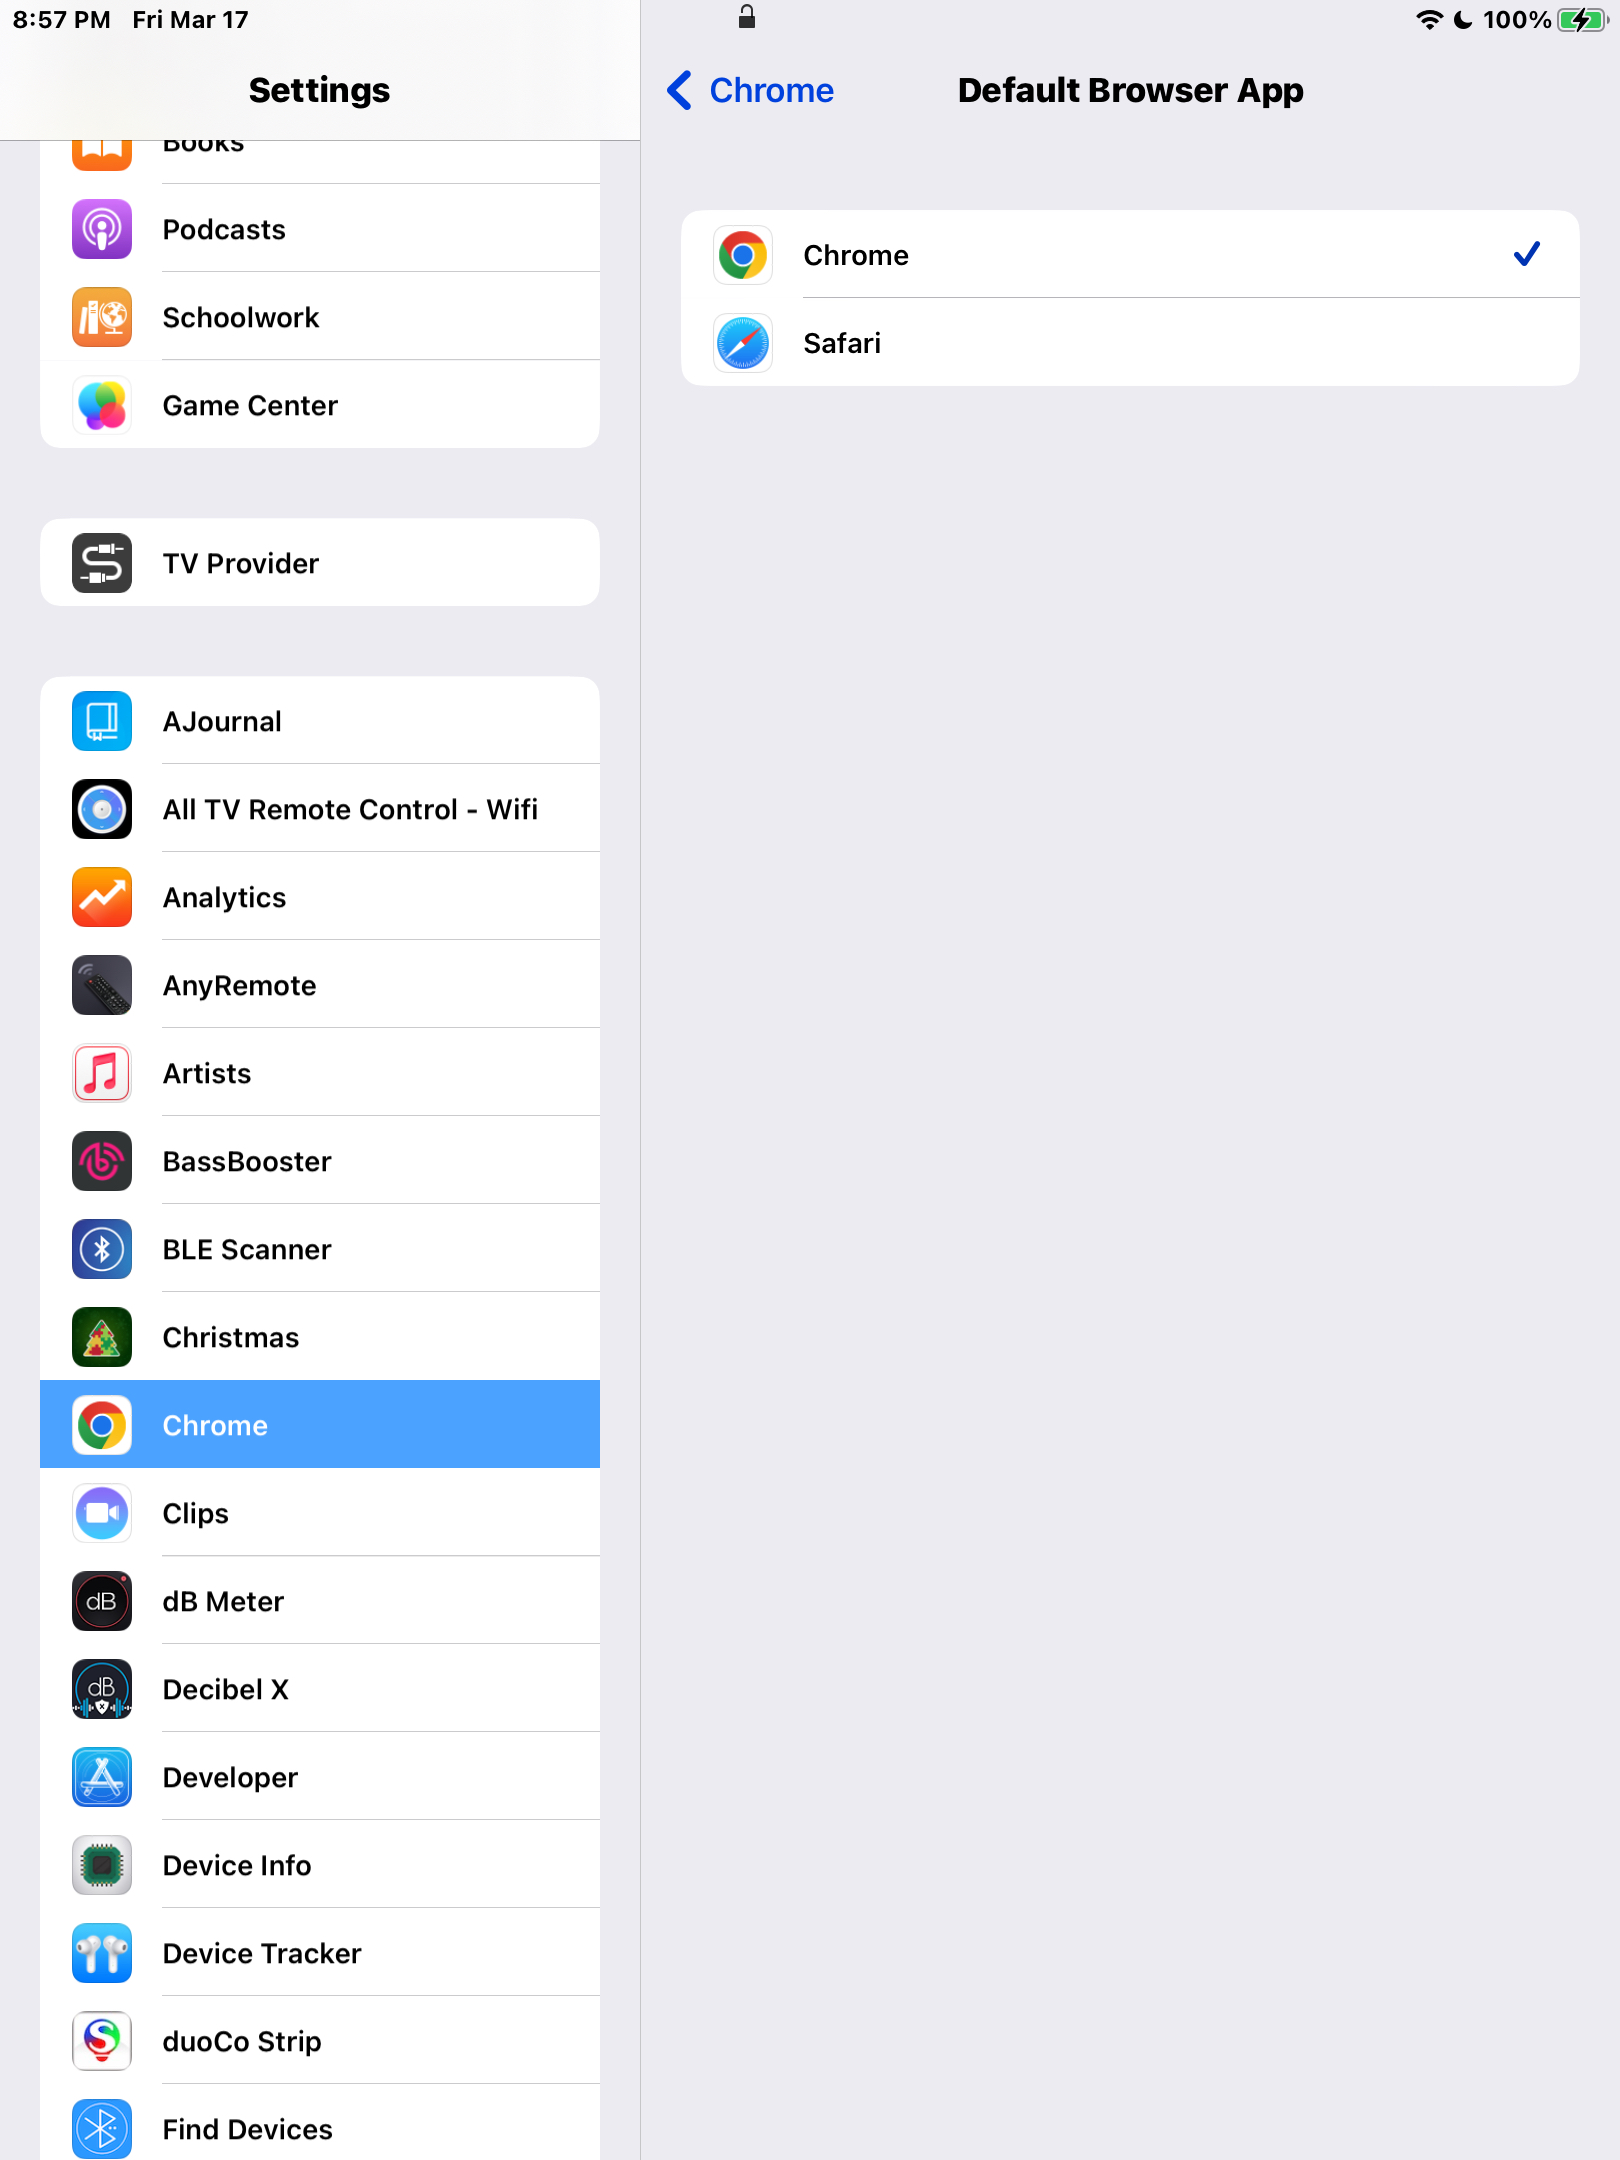 8:57 PM Fri Mar 17
100%
Settings
Chrome
Default Browser App
Books
Podcasts
Schoolwork
Game Center
TV Provider
AJournal
All TV Remote Control - Wifi
Analytics
AnyRemote
Artists
BassBooster
BLE Scanner
Christmas
Chrome
Clips
dB
dB Meter
dB
Decibel X
Developer
Device Info
Device Tracker
S
duoCo Strip
Find Devices
Chrome
Safari